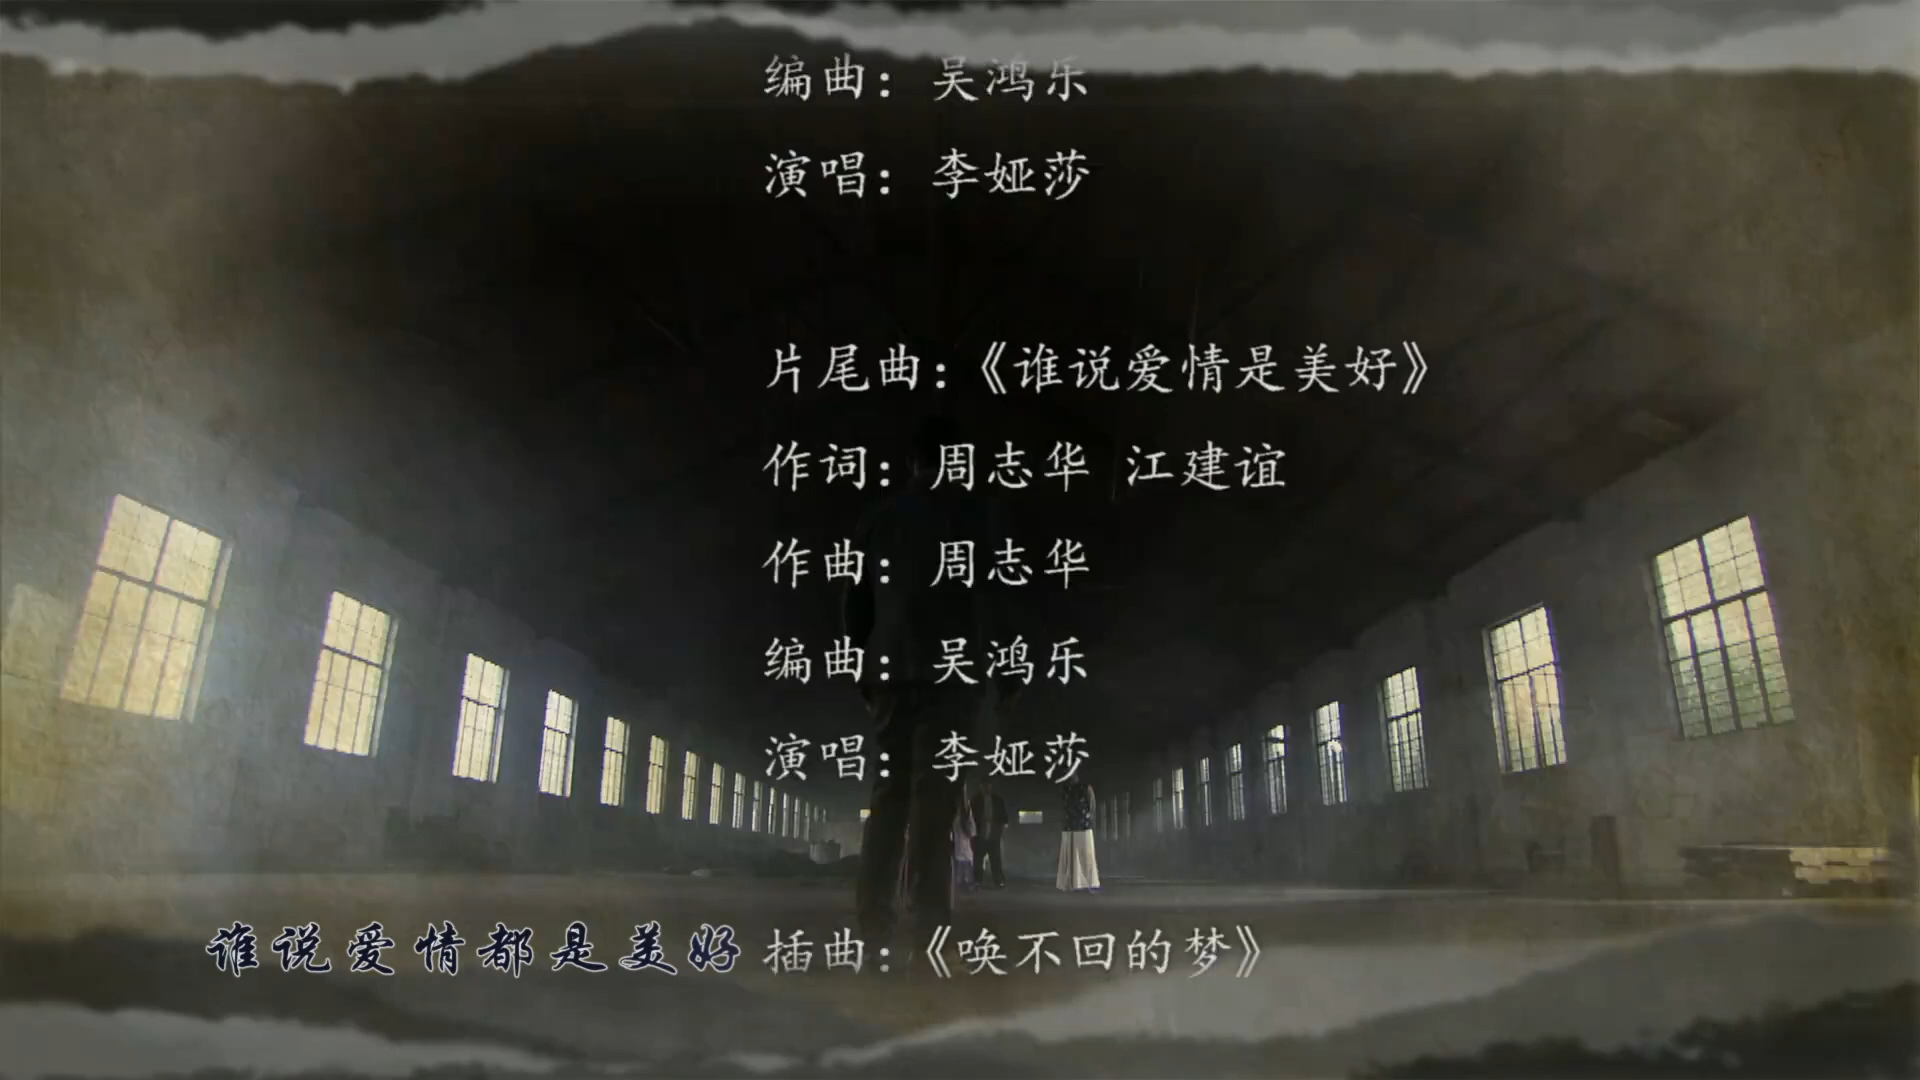 编曲：吴鸿乐
演唱：李娅莎
片尾曲：《谁说爱情是美好》
作词：周志华 江建谊
作曲：周志华
编曲：吴鸿乐
演唱：李娅莎
谁说爱情都是美好
插曲：《唤不回的梦》